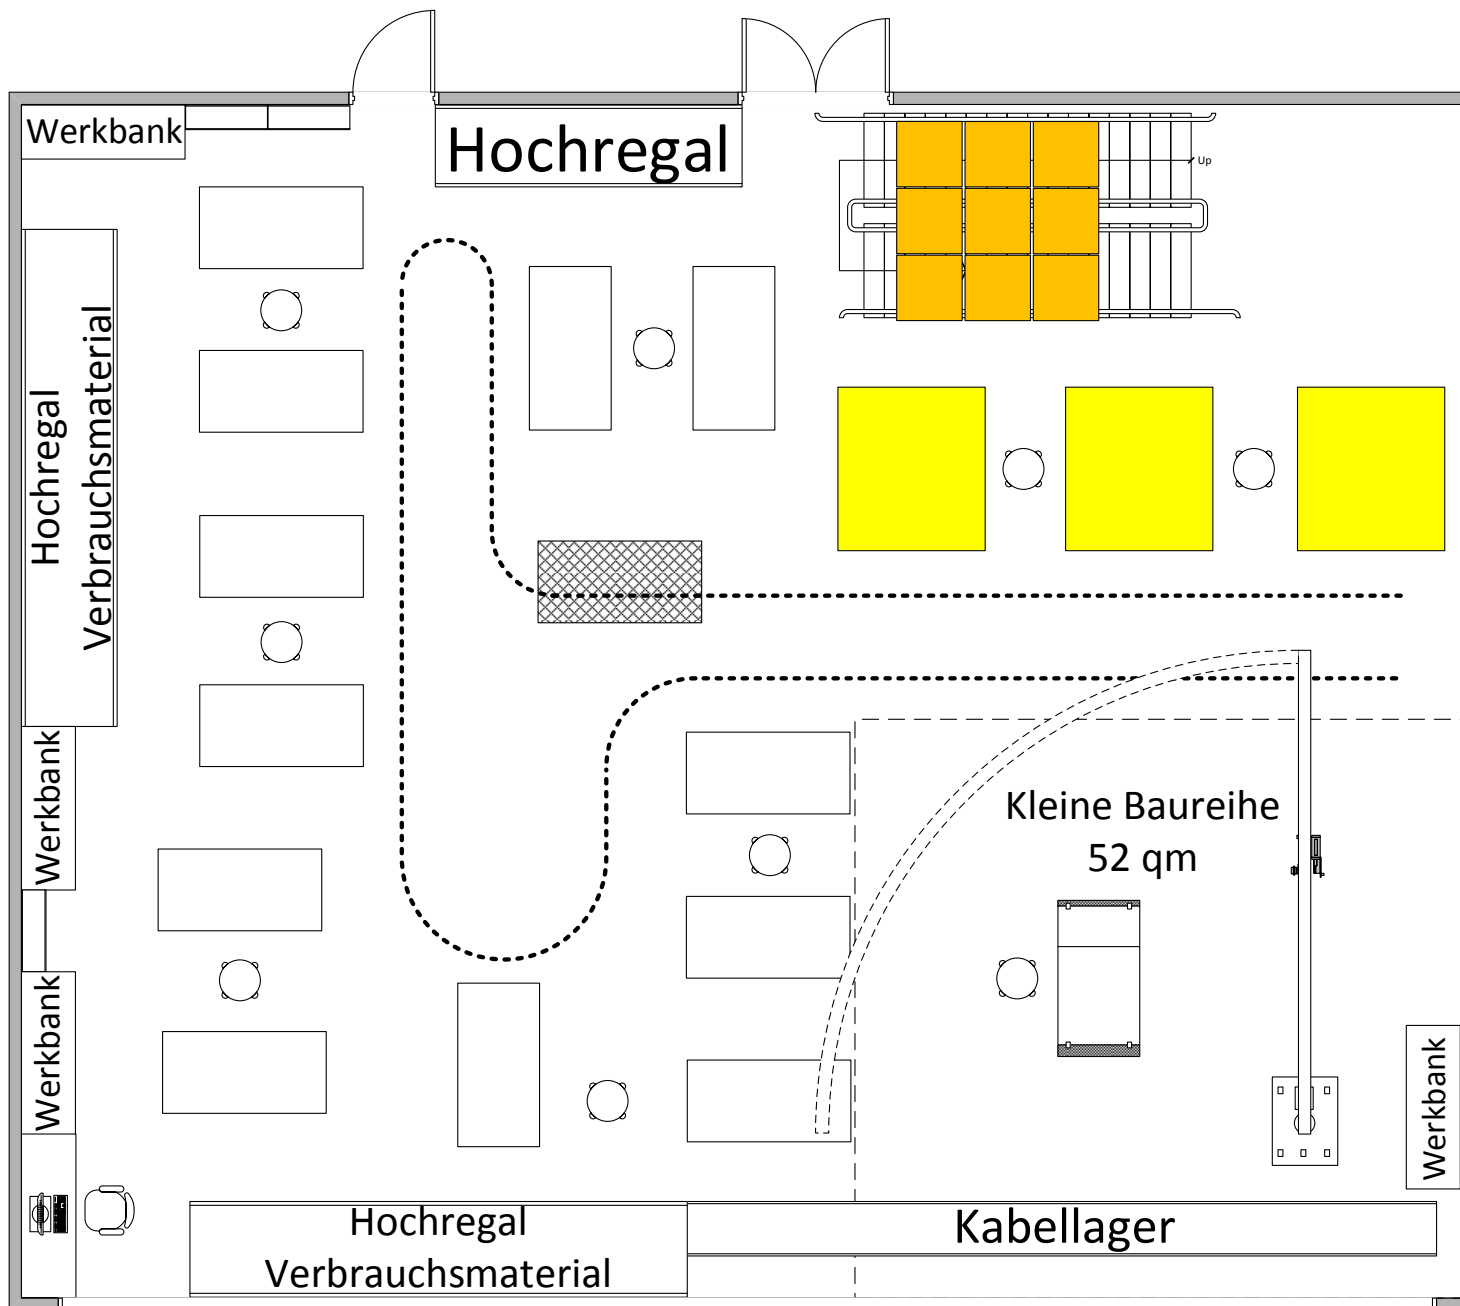 Werkbank
Hochregal
Up
Hochregal
Verbrauchsmaterial
Werkbank
Kleine Baureihe
52 qm
Werkbank
Werkbank
Hochregal
Verbrauchsmaterial
Kabellager